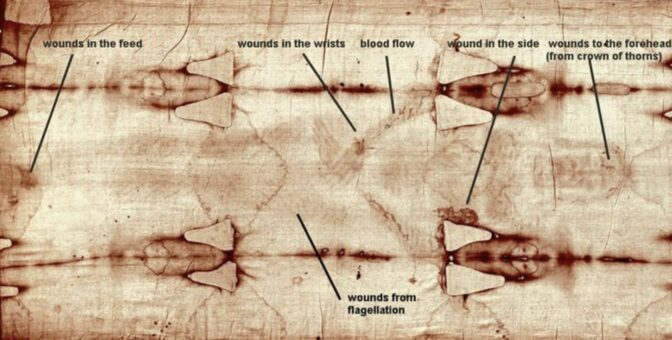 wounds in the feed
wounds in the wrists
blood flow
wound in the side
wounds to the forehead
(from crown of thorns)
wounds from
flagellation